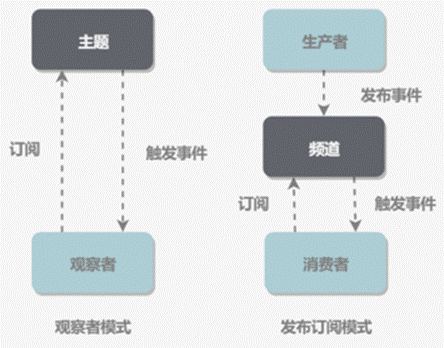 主题
订阅
触发事件
观察者
观察者模式
生产者
发布事件
频道
订阅
触发事件
消费者
发布订阅模式